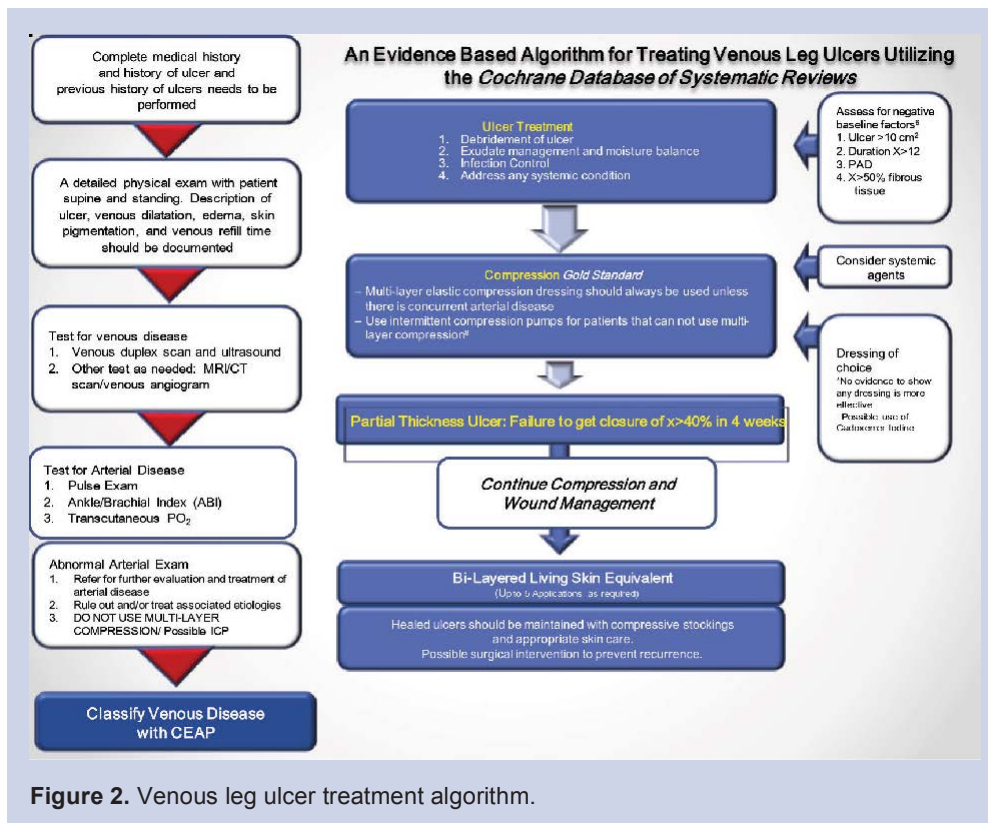 Complete medical history
and history of ulcer and
previous history of ulcers needs to be
performed
A detailed physical exam with patient
supine and standing. Description of
ulcer, venous dilatation, edema, skin
pigmentation, and venous refill time
should be documented
Test for venous disease
1. Venous duplex scan and ultrasound
2. Other test as needed: MRI/CT
scan/venous angiogram
Test for Arterial Disease
1. Pulse Exam
2. Ankle/Brachial Index (ABI)
3. Transcutaneous PO2
Abnormal Arterial Exam
1. Refer for further evaluation and treatment of
arterial disease
2. Rule out and/or treat associated etiologies
3. DO NOT USE MULTI-LAYER
COMPRESSION/ Possible ICP
Classify Venous Disease
with CEAP
An Evidence Based Algorithm for Treating Venous Leg Ulcers Utilizing
the Cochrane Database of Systematic Reviews
Ulcer Treatment
1. Debridement of ulcer
2. Exudate management and moisture balance
3. Infection Control
4. Address any systemic condition
Assess for negative
baseline factors8
1. Ulcer >10 cm2
2. Duration X>12
3. PAD
4. X>50% fibrous
tissue
Compression Gold Standard
– Multi-layer elastic compression dressing should always be used unless
there is concurrent arterial disease
– Use intermittent compression pumps for patients that can not use multi-
layer compression
Consider systemic
agents
Dressing of
choice
*No evidence to show
any dressing is more
effective
Possible use of
Iodine
Partial Thickness Ulcer: Failure to get closure of x>40% in 4 weeks
Continue Compression and
Wound Management
Bi-Layered Living Skin Equivalent
(Up to 5 Applications as required)
Healed ulcers should be maintained with compressive stockings
and appropriate skin care.
Possible surgical intervention to prevent recurrence.
Figure 2. Venous leg ulcer treatment algorithm.